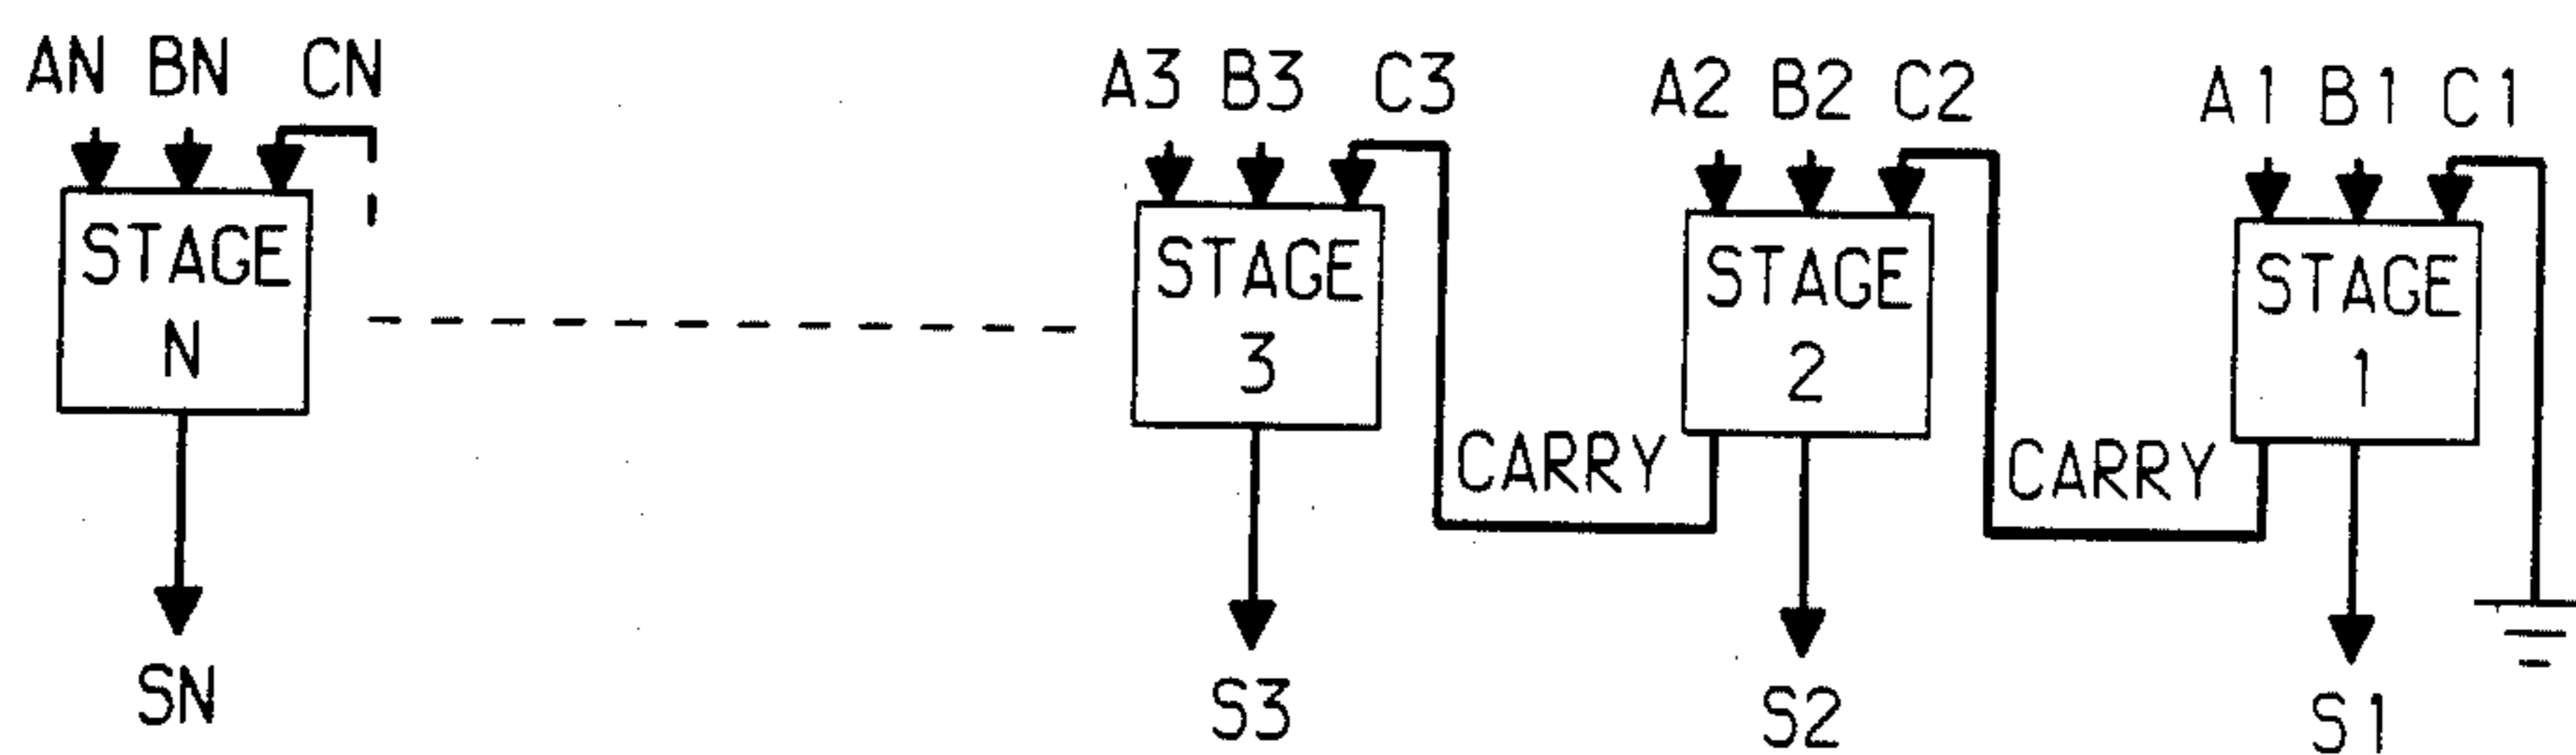 AN BN CN A3 B3 C3 A2 B2 C2 A1 B1 C1
STAGE N
STAGE 3
STAGE 2
STAGE 1
CARRY CARRY
SN S3 S2 S1